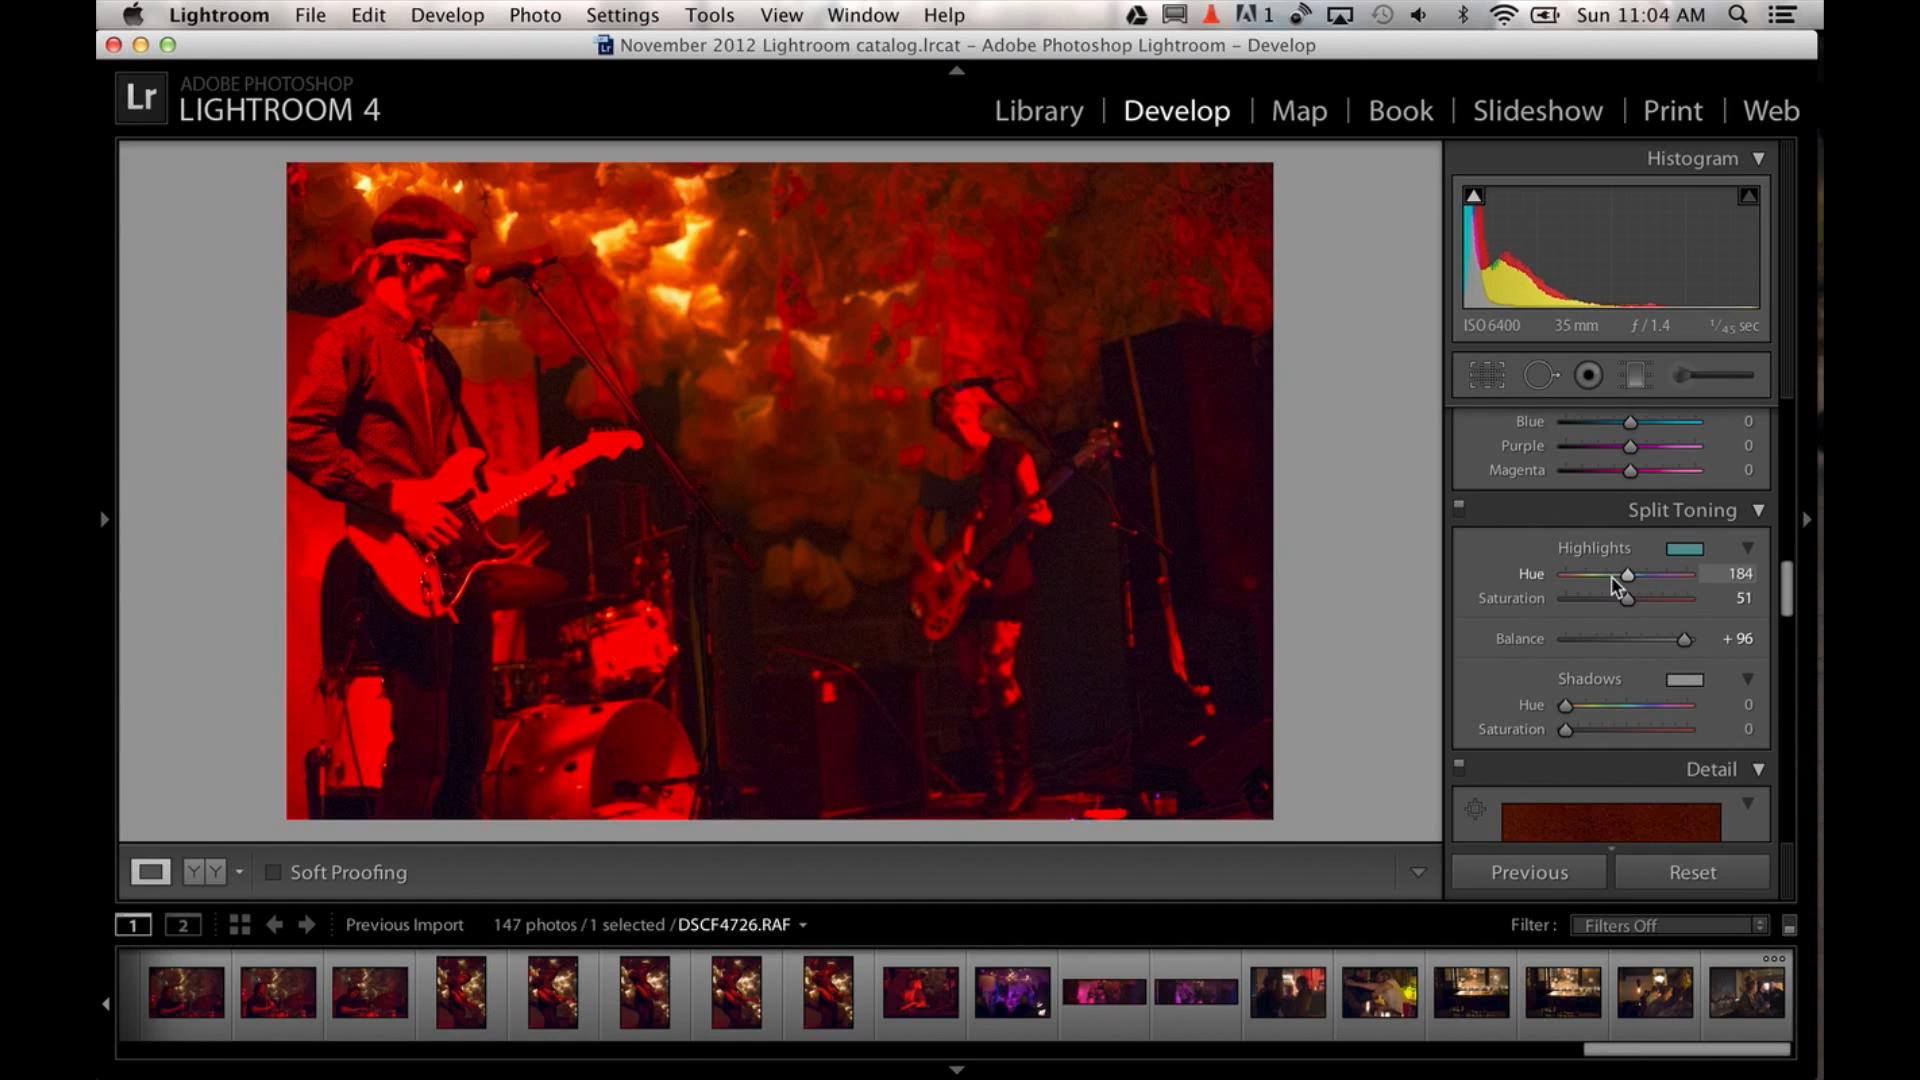 Lightroom File Edit Develop Photo Settings Tools View Window Help 1 Sun 11:04 AM
November 2012 Lightroom catalog.lrcat – Adobe Photoshop Lightroom – Develop
Lr ADOBE PHOTOSHOP
LIGHTROOM 4
Library | Develop | Map | Book | Slideshow | Print | Web
Histogram
ISO 6400 35 mm ƒ / 1.4 1/45 sec
Blue 0
Purple 0
Magenta 0
Split Toning
Highlights
Hue 184
Saturation 51
Balance + 96
Shadows
Hue 0
Saturation 0
Detail
Previous Reset
Y Y Soft Proofing
1 2 Previous Import 147 photos / 1 selected / DSCF4726.RAF Filter : Filters Off